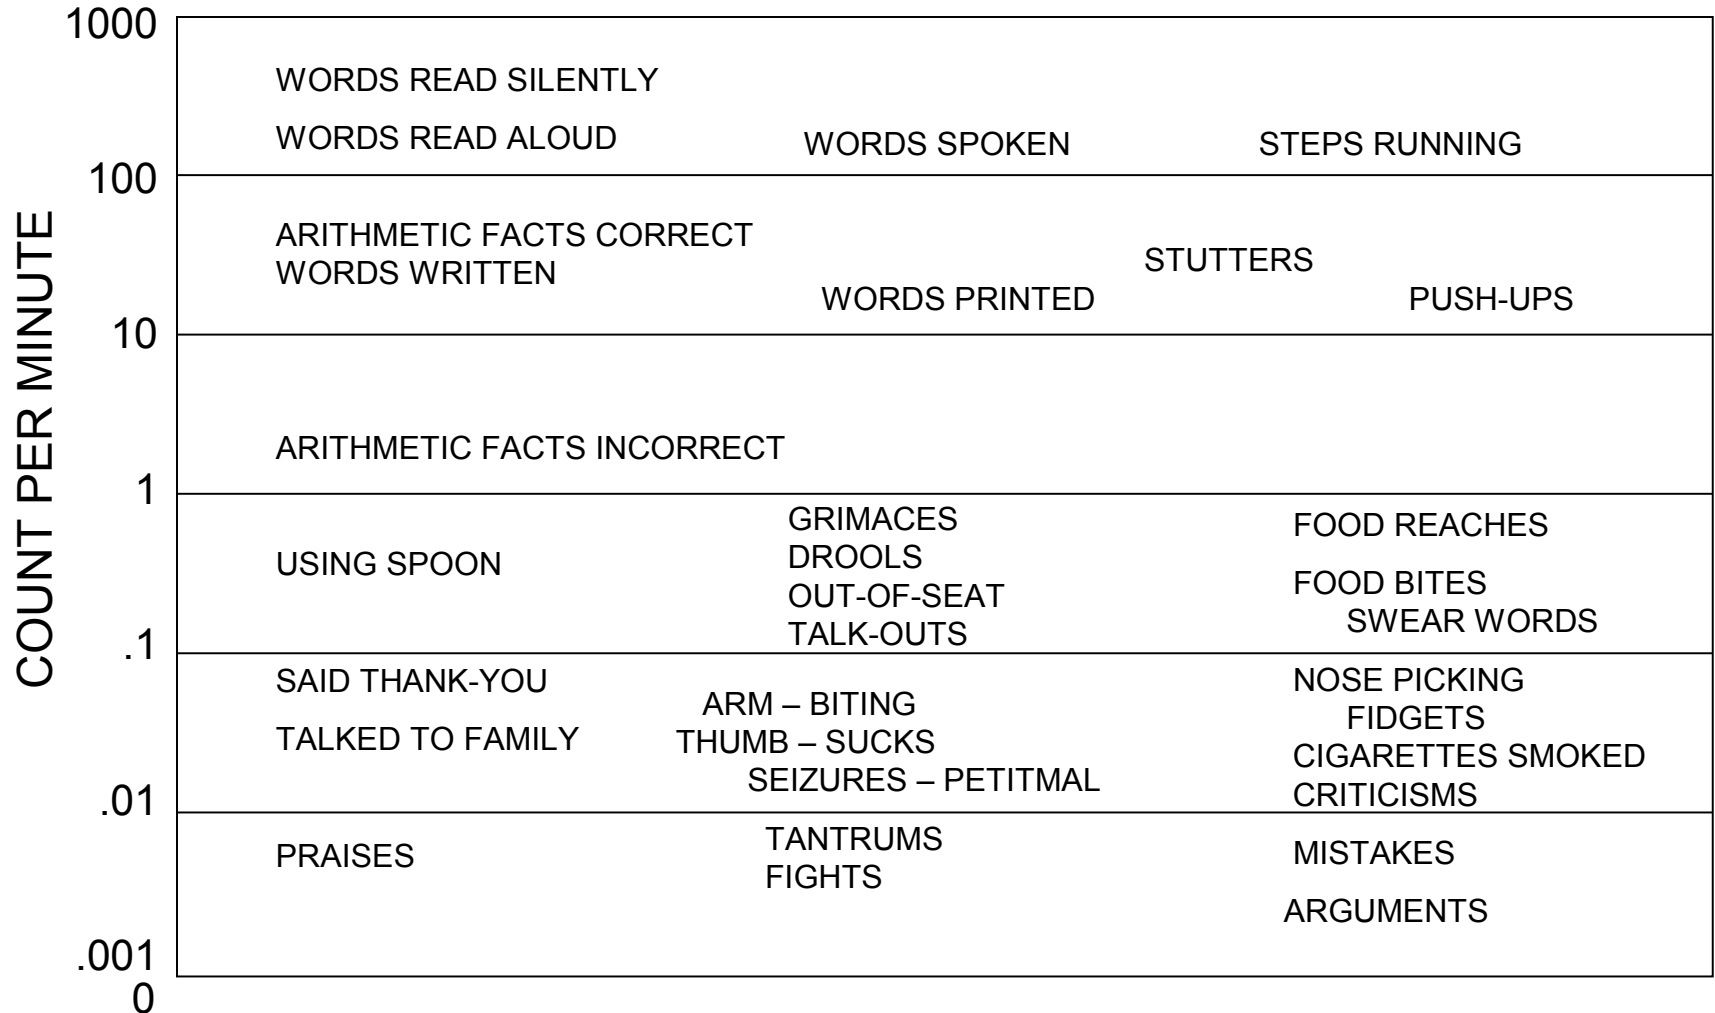 1000
WORDS READ SILENTLY
WORDS READ ALOUD
WORDS SPOKEN
STEPS RUNNING
100
ARITHMETIC FACTS CORRECT
STUTTERS
WORDS WRITTEN
WORDS PRINTED
PUSH-UPS
10
ARITHMETIC FACTS INCORRECT
1
USING SPOON
GRIMACES
DROOLS
OUT-OF-SEAT
TALK-OUTS
FOOD REACHES
FOOD BITES
SWEAR WORDS
.1
SAID THANK-YOU
TALKED TO FAMILY
ARM – BITING
THUMB – SUCKS
SEIZURES – PETITMAL
NOSE PICKING
FIDGETS
CIGARETTES SMOKED
CRITICISMS
.01
PRAISES
TANTRUMS
FIGHTS
MISTAKES
ARGUMENTS
.001
0
COUNT PER MINUTE